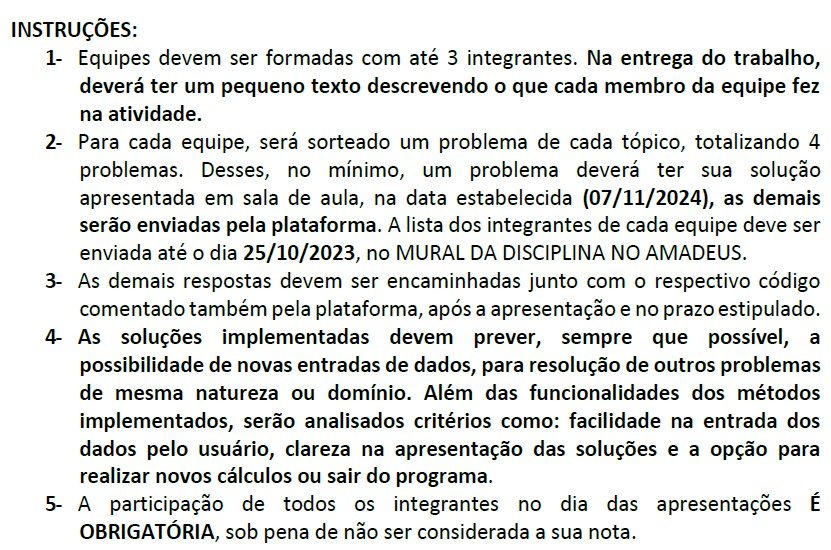 INSTRUÇÕES:
1- Equipes devem ser formadas com até 3 integrantes. Na entrega do trabalho,
deverá ter um pequeno texto descrevendo o que cada membro da equipe fez
na atividade.
2- Para cada equipe, será sorteado um problema de cada tópico, totalizando 4
problemas. Desses, no mínimo, um problema deverá ter sua solução
apresentada em sala de aula, na data estabelecida (07/11/2024), as demais
serão enviadas pela plataforma. A lista dos integrantes de cada equipe deve ser
enviada até o dia 25/10/2023, no MURAL DA DISCIPLINA NO AMADEUS.
3- As demais respostas devem ser encaminhadas junto com o respectivo código
comentado também pela plataforma, após a apresentação e no prazo estipulado.
4- As soluções implementadas devem prever, sempre que possível, a
possibilidade de novas entradas de dados, para resolução de outros problemas
de mesma natureza ou domínio. Além das funcionalidades dos métodos
implementados, serão analisados critérios como: facilidade na entrada dos
dados pelo usuário, clareza na apresentação das soluções e a opção para
realizar novos cálculos ou sair do programa.
5- A participação de todos os integrantes no dia das apresentações É
OBRIGATÓRIA, sob pena de não ser considerada a sua nota.